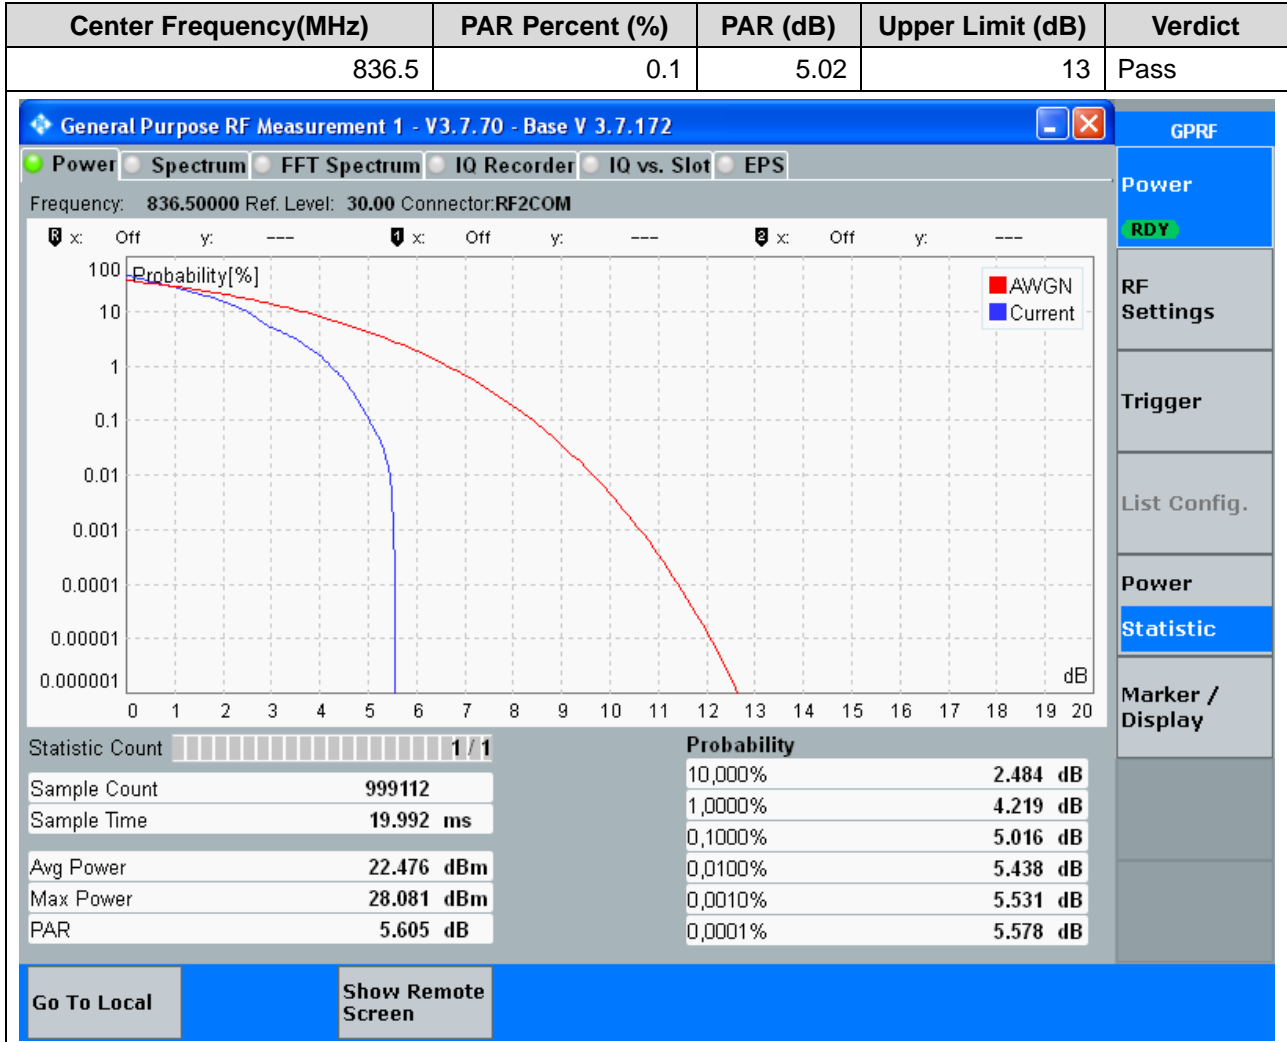 Center Frequency(MHz) PAR Percent (%) PAR (dB) Upper Limit (dB) Verdict
836.5 0.1 5.02 13 Pass
General Purpose RF Measurement 1 - V3.7.70 - Base V 3.7.172
GPRF
Power Spectrum FFT Spectrum IQ Recorder IQ vs. Slot EPS
Frequency: 836.50000 Ref. Level: 30.00 Connector:RF2COM
R x: Off y: --- 1 x: Off y: --- 2 x: Off y: ---
Probability[%]
AWGN
Current
100
10
1
0.1
0.01
0.001
0.0001
0.00001
0.000001
dB
0 1 2 3 4 5 6 7 8 9 10 11 12 13 14 15 16 17 18 19 20
Statistic Count 1 / 1
Sample Count 999112
Sample Time 19.992 ms
Avg Power 22.476 dBm
Max Power 28.081 dBm
PAR 5.605 dB
Probability
10,000% 2.484 dB
1,0000% 4.219 dB
0,1000% 5.016 dB
0,0100% 5.438 dB
0,0010% 5.531 dB
0,0001% 5.578 dB
Power
RDY
RF
Settings
Trigger
List Config.
Power
Statistic
Marker /
Display
Go To Local
Show Remote
Screen